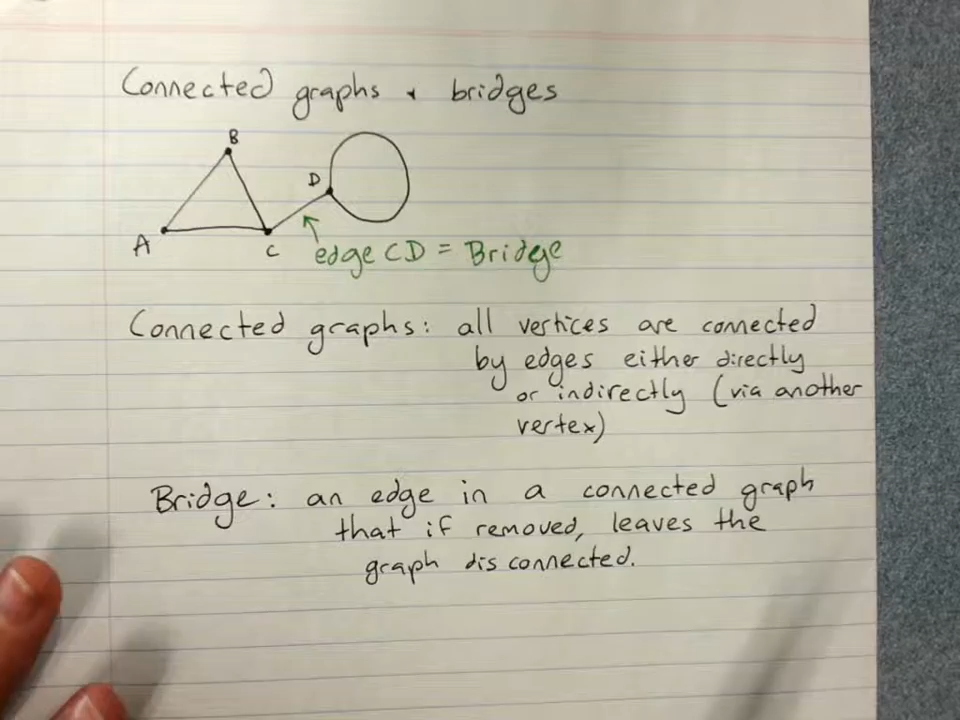 Connected graphs & bridges
B
D
A
C
edge CD = Bridge
Connected graphs: all vertices are connected
by edges either directly
or indirectly (via another
vertex)
Bridge: an edge in a connected graph
that if removed, leaves the
graph disconnected.